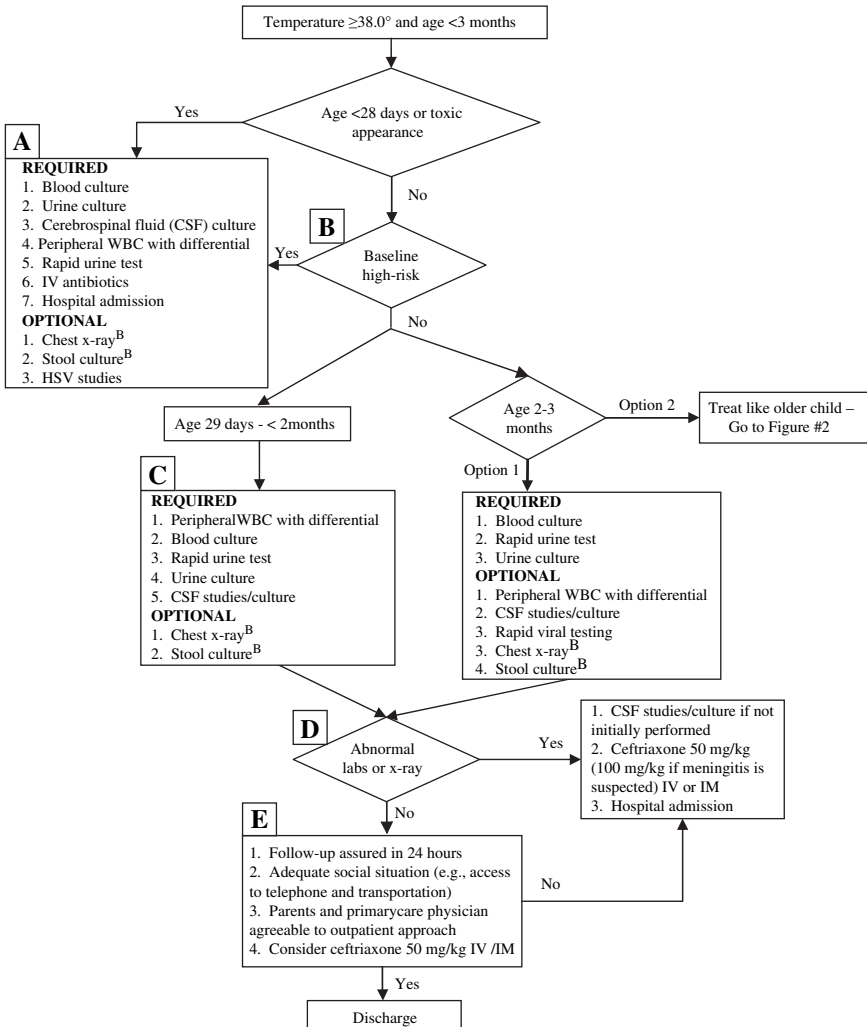 Temperature ≥38.0° and age <3 months
Age <28 days or toxic
appearance
Yes
No
A
REQUIRED
1. Blood culture
2. Urine culture
3. Cerebrospinal fluid (CSF) culture
4. Peripheral WBC with differential
5. Rapid urine test
6. IV antibiotics
7. Hospital admission
OPTIONAL
1. Chest x-rayB
2. Stool cultureB
3. HSV studies
B
Yes
Baseline
high-risk
No
Age 29 days - < 2months
Age 2-3
months
Option 2
Treat like older child –
Go to Figure #2
Option 1
C
REQUIRED
1. PeripheralWBC with differential
2. Blood culture
3. Rapid urine test
4. Urine culture
5. CSF studies/culture
OPTIONAL
1. Chest x-rayB
2. Stool cultureB
REQUIRED
1. Blood culture
2. Rapid urine test
3. Urine culture
OPTIONAL
1. Peripheral WBC with differential
2. CSF studies/culture
3. Rapid viral testing
3. Chest x-rayB
4. Stool cultureB
D
Abnormal
labs or x-ray
Yes
1. CSF studies/culture if not
initially performed
2. Ceftriaxone 50 mg/kg
(100 mg/kg if meningitis is
suspected) IV or IM
3. Hospital admission
No
E
1. Follow-up assured in 24 hours
2. Adequate social situation (e.g., access
to telephone and transportation)
3. Parents and primarycare physician
agreeable to outpatient approach
4. Consider ceftriaxone 50 mg/kg IV /IM
No
Yes
Discharge